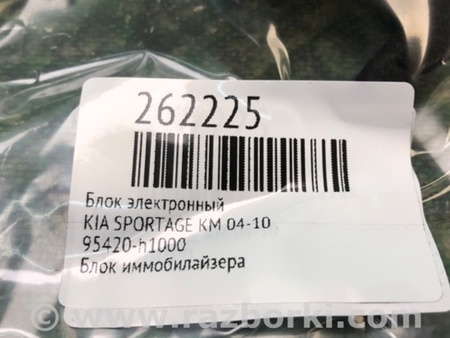 262225
Блок электронный
KIA SPORTAGE KM 04-10
95420-h1000
Блок иммобилайзера
www.razborki.com